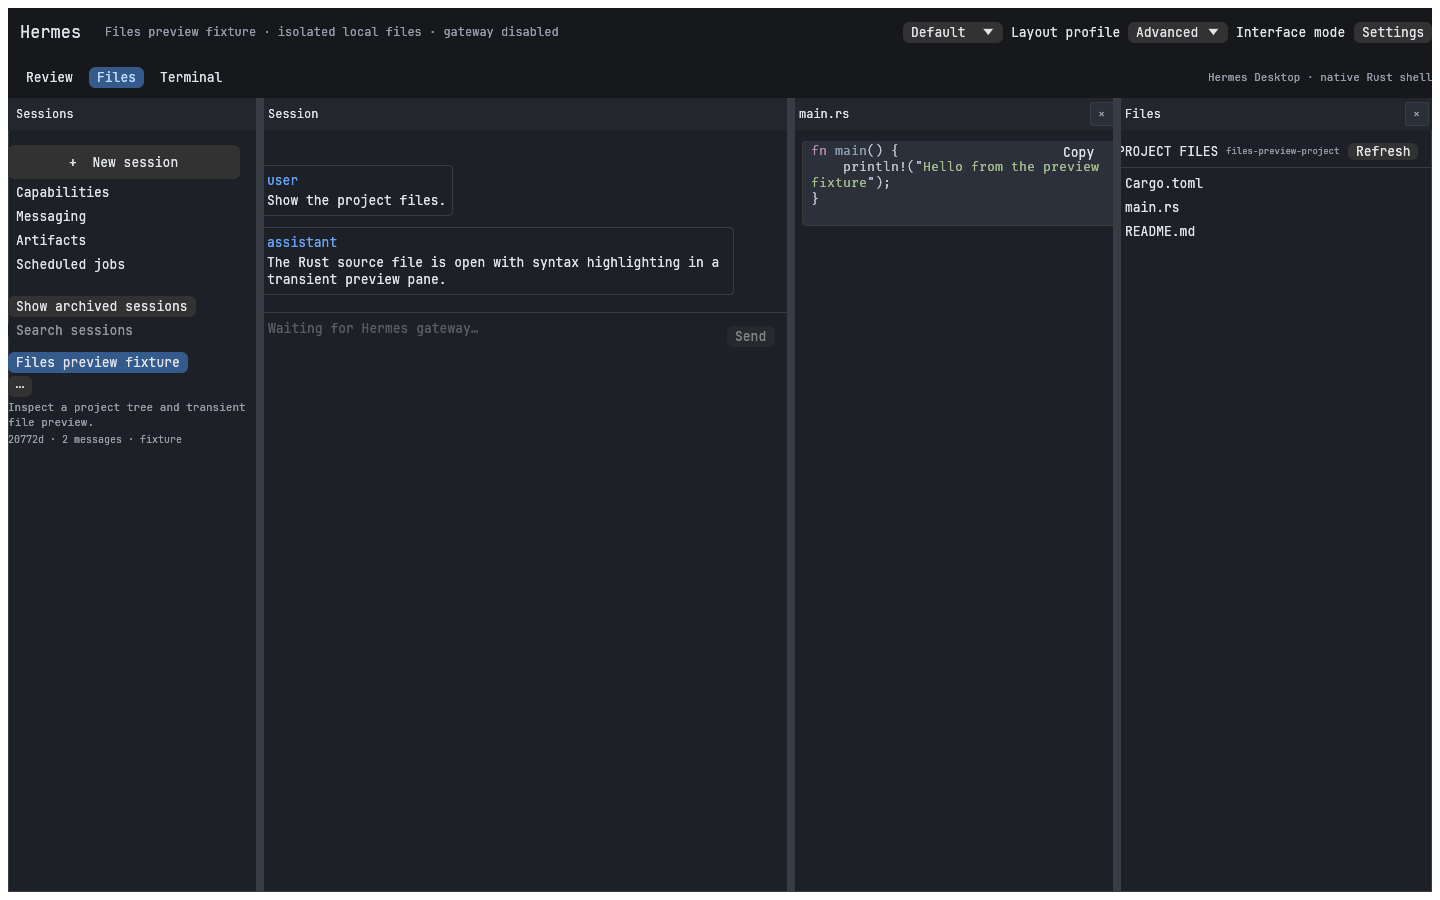 Hermes
Files preview fixture · isolated local files · gateway disabled
Default
Layout profile
Advanced
Interface mode
Settings
Review
Files
Terminal
Hermes Desktop · native Rust shell
Sessions
+ New session
Capabilities
Messaging
Artifacts
Scheduled jobs
Show archived sessions
Search sessions
Files preview fixture
…
Inspect a project tree and transient
file preview.
20772d · 2 messages · fixture
Session
user
Show the project files.
assistant
The Rust source file is open with syntax highlighting in a
transient preview pane.
Waiting for Hermes gateway…
Send
main.rs
×
fn main() {
Copy
    println!("Hello from the preview
fixture");
}
Files
×
PROJECT FILES
files-preview-project
Refresh
Cargo.toml
main.rs
README.md